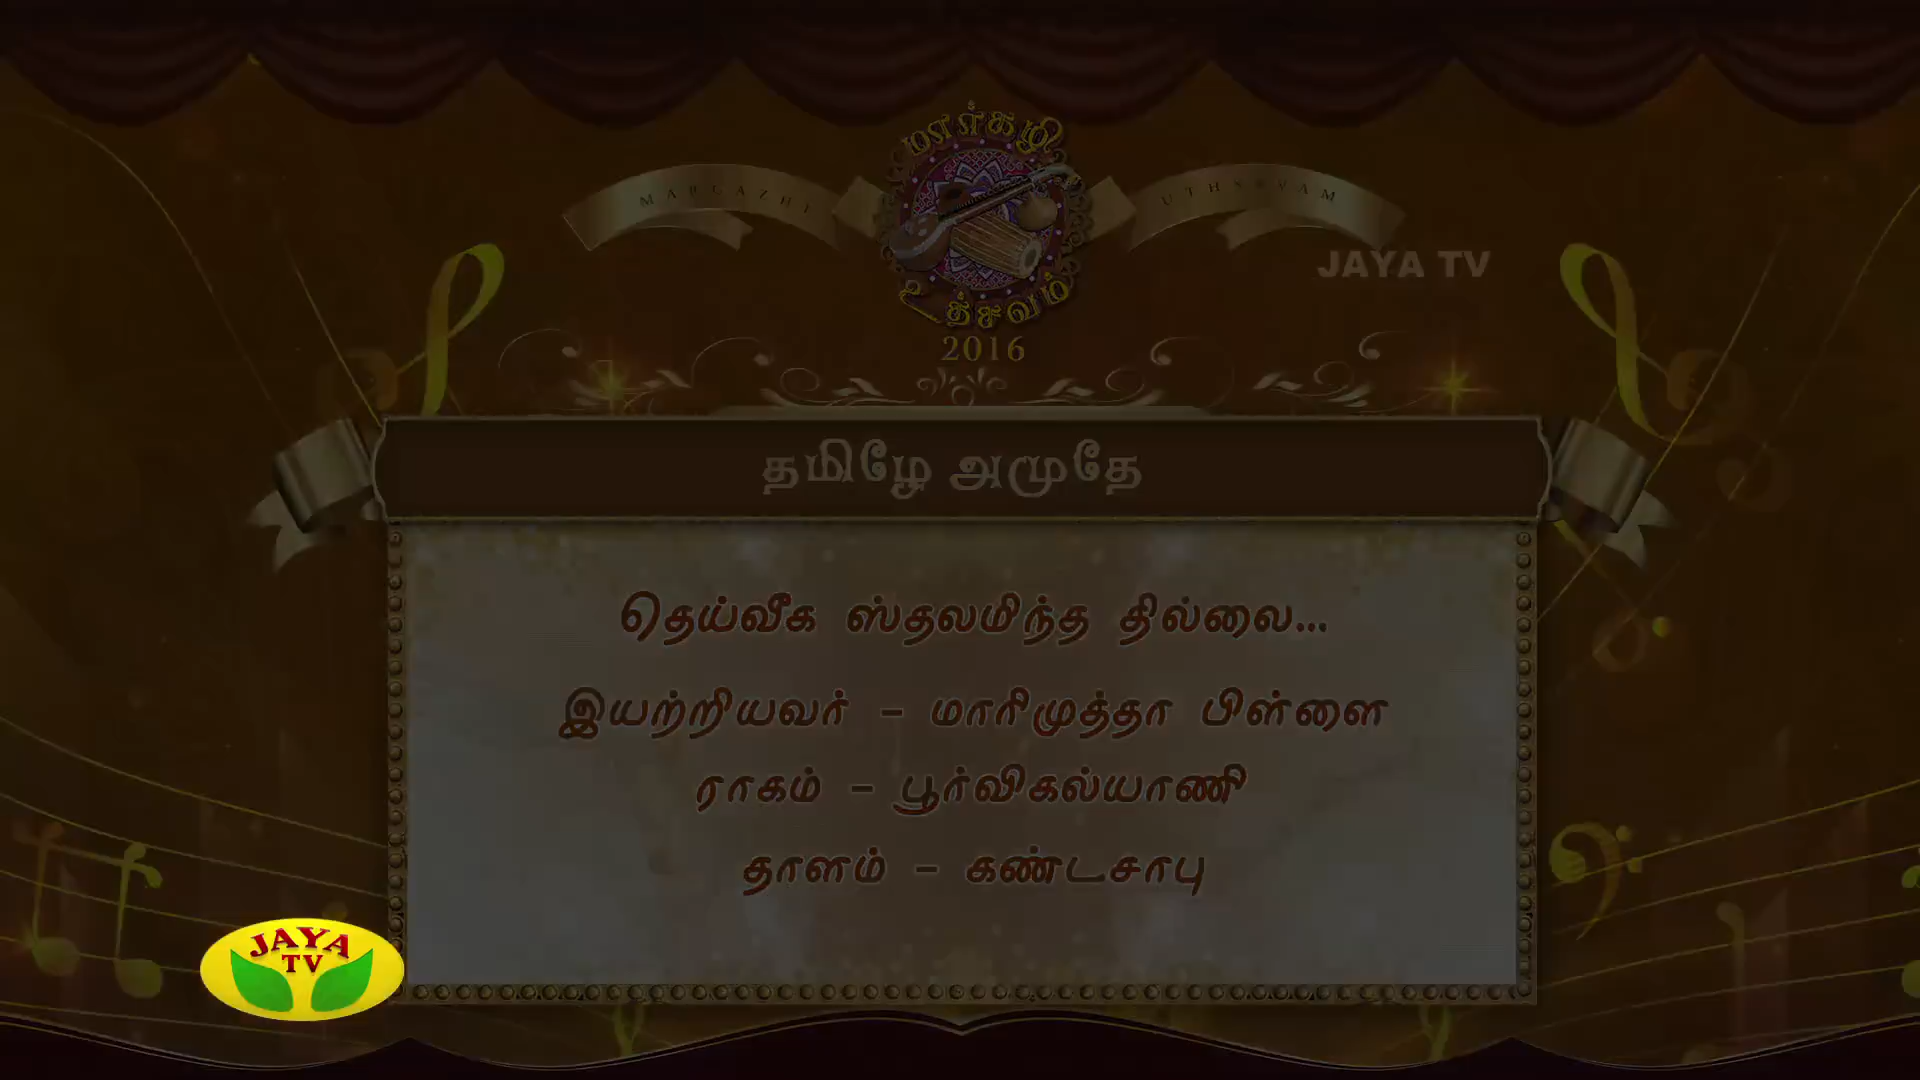 மார்கழி
MARGAZHI UTHSAVAM
உத்சவம்
JAYA TV
2016
தமிழே அமுதே
தெய்வீக ஸ்தலமிந்த தில்லை...
இயற்றியவர் - மாரிமுத்தா பிள்ளை
ராகம் - பூர்விகல்யாணி
தாளம் - கண்டசாபு
JAYA
TV